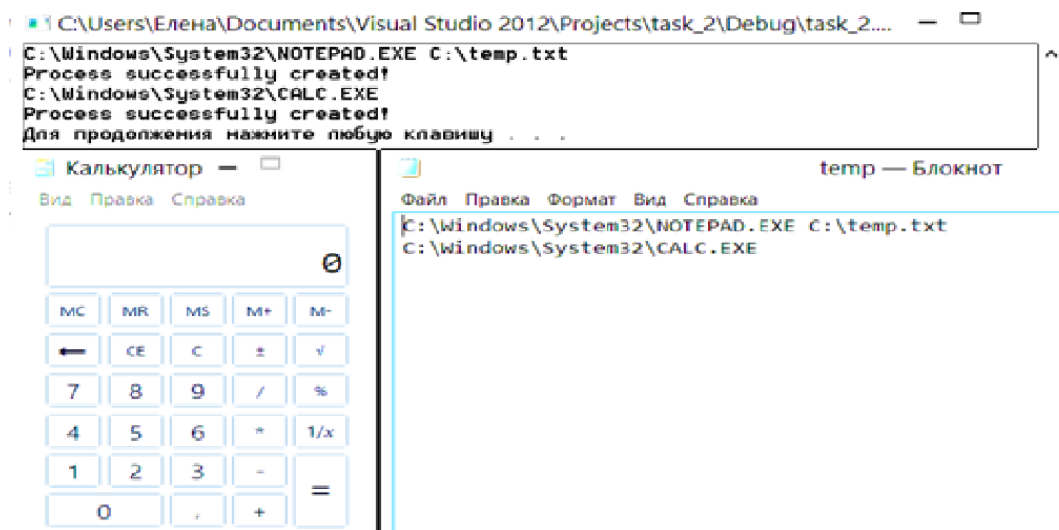 C:\Users\Елена\Documents\Visual Studio 2012\Projects\task_2\Debug\task_2....
C:\Windows\System32\NOTEPAD.EXE C:\temp.txt
Process successfully created!
C:\Windows\System32\CALC.EXE
Process successfully created!
Для продолжения нажмите любую клавишу . . .
Калькулятор
Вид Правка Справка
0
MC MR MS M+ M-
← CE C ± √
7 8 9 / %
4 5 6 * 1/x
1 2 3 - =
0 , +
temp — Блокнот
Файл Правка Формат Вид Справка
C:\Windows\System32\NOTEPAD.EXE C:\temp.txt
C:\Windows\System32\CALC.EXE